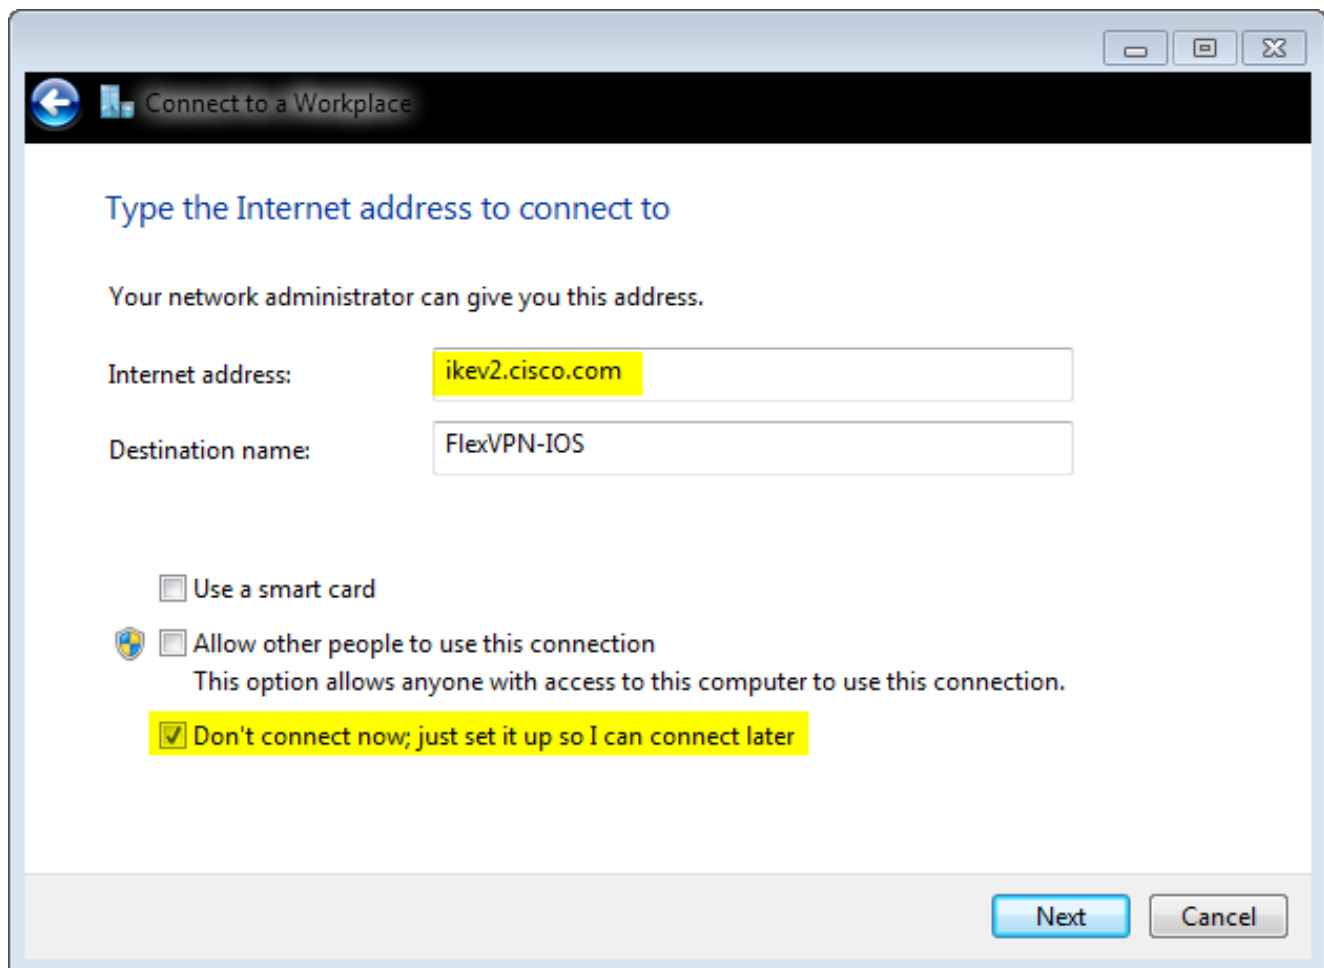 Connect to a Workplace
Type the Internet address to connect to
Your network administrator can give you this address.
Internet address: ikev2.cisco.com
Destination name: FlexVPN-IOS
Use a smart card
Allow other people to use this connection
This option allows anyone with access to this computer to use this connection.
Don't connect now; just set it up so I can connect later
Next Cancel